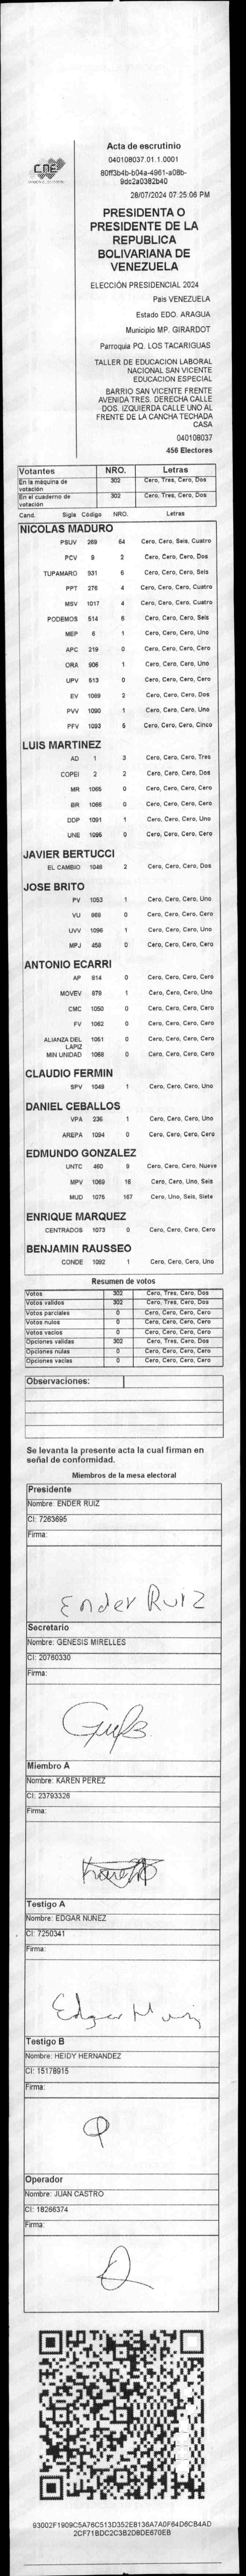 CNE
Acta de escrutinio
040108037.01.1.0001
80ff3b4b-b04a-4961-a08b-
9dc2a0382b40
28/07/2024 07:25:06 PM
PRESIDENTA O
PRESIDENTE DE LA
REPUBLICA
BOLIVARIANA DE
VENEZUELA
ELECCIÓN PRESIDENCIAL 2024
País VENEZUELA
Estado EDO. ARAGUA
Municipio MP. GIRARDOT
Parroquia PQ. LOS TACARIGUAS
TALLER DE EDUCACION LABORAL
NACIONAL SAN VICENTE
EDUCACION ESPECIAL
BARRIO SAN VICENTE FRENTE
AVENIDA TRES. DERECHA CALLE
DOS. IZQUIERDA CALLE UNO AL
FRENTE DE LA CANCHA TECHADA
CASA
040108037
456 Electores
Votantes NRO. Letras
En la máquina de votación 302 Cero, Tres, Cero, Dos
En el cuaderno de votación 302 Cero, Tres, Cero, Dos
Cand. Sigla Código NRO. Letras
NICOLAS MADURO
PSUV 289 64 Cero, Cero, Seis, Cuatro
PCV 9 2 Cero, Cero, Cero, Dos
TUPAMARO 931 6 Cero, Cero, Cero, Seis
PPT 276 4 Cero, Cero, Cero, Cuatro
MSV 1017 4 Cero, Cero, Cero, Cuatro
PODEMOS 514 6 Cero, Cero, Cero, Seis
MEP 6 1 Cero, Cero, Cero, Uno
APC 219 0 Cero, Cero, Cero, Cero
ORA 906 1 Cero, Cero, Cero, Uno
UPV 513 0 Cero, Cero, Cero, Cero
EV 1069 2 Cero, Cero, Cero, Dos
PVV 1090 1 Cero, Cero, Cero, Uno
PFV 1093 5 Cero, Cero, Cero, Cinco
LUIS MARTINEZ
AD 1 3 Cero, Cero, Cero, Tres
COPEI 2 2 Cero, Cero, Cero, Dos
MR 1065 0 Cero, Cero, Cero, Cero
BR 1066 0 Cero, Cero, Cero, Cero
DDP 1091 1 Cero, Cero, Cero, Uno
UNE 1095 0 Cero, Cero, Cero, Cero
JAVIER BERTUCCI
EL CAMBIO 1048 2 Cero, Cero, Cero, Dos
JOSE BRITO
PV 1053 1 Cero, Cero, Cero, Uno
VU 969 0 Cero, Cero, Cero, Cero
UVV 1096 1 Cero, Cero, Cero, Uno
MPJ 458 0 Cero, Cero, Cero, Cero
ANTONIO ECARRI
AP 914 0 Cero, Cero, Cero, Cero
MOVEV 979 1 Cero, Cero, Cero, Uno
CMC 1050 0 Cero, Cero, Cero, Cero
FV 1062 0 Cero, Cero, Cero, Cero
ALIANZA DEL LAPIZ 1051 0 Cero, Cero, Cero, Cero
MIN UNIDAD 1068 0 Cero, Cero, Cero, Cero
CLAUDIO FERMIN
SPV 1049 1 Cero, Cero, Cero, Uno
DANIEL CEBALLOS
VPA 236 1 Cero, Cero, Cero, Uno
AREPA 1094 0 Cero, Cero, Cero, Cero
EDMUNDO GONZALEZ
UNTC 460 9 Cero, Cero, Cero, Nueve
MPV 1069 16 Cero, Cero, Uno, Seis
MUD 1075 167 Cero, Uno, Seis, Siete
ENRIQUE MARQUEZ
CENTRADOS 1073 0 Cero, Cero, Cero, Cero
BENJAMIN RAUSSEO
CONDE 1092 1 Cero, Cero, Cero, Uno
Resumen de votos
Votos 302 Cero, Tres, Cero, Dos
Votos validos 302 Cero, Tres, Cero, Dos
Votos parciales 0 Cero, Cero, Cero, Cero
Votos nulos 0 Cero, Cero, Cero, Cero
Votos vacios 0 Cero, Cero, Cero, Cero
Opciones validas 302 Cero, Tres, Cero, Dos
Opciones nulas 0 Cero, Cero, Cero, Cero
Opciones vacias 0 Cero, Cero, Cero, Cero
Observaciones:
Se levanta la presente acta la cual firman en
señal de conformidad.
Miembros de la mesa electoral
Presidente
Nombre: ENDER RUIZ
CI: 7263695
Firma:
Ender Ruiz
Secretario
Nombre: GENESIS MIRELLES
CI: 20760330
Firma:
Miembro A
Nombre: KAREN PEREZ
CI: 23793326
Firma:
Testigo A
Nombre: EDGAR NUÑEZ
CI: 7250341
Firma:
Testigo B
Nombre: HEIDY HERNANDEZ
CI: 15178915
Firma:
Operador
Nombre: JUAN CASTRO
CI: 18266374
Firma:
93002F1909C5A76C513D352E8136A7A0F64D6CB4AD
2CF71BDC2C3B2D8DE670EB